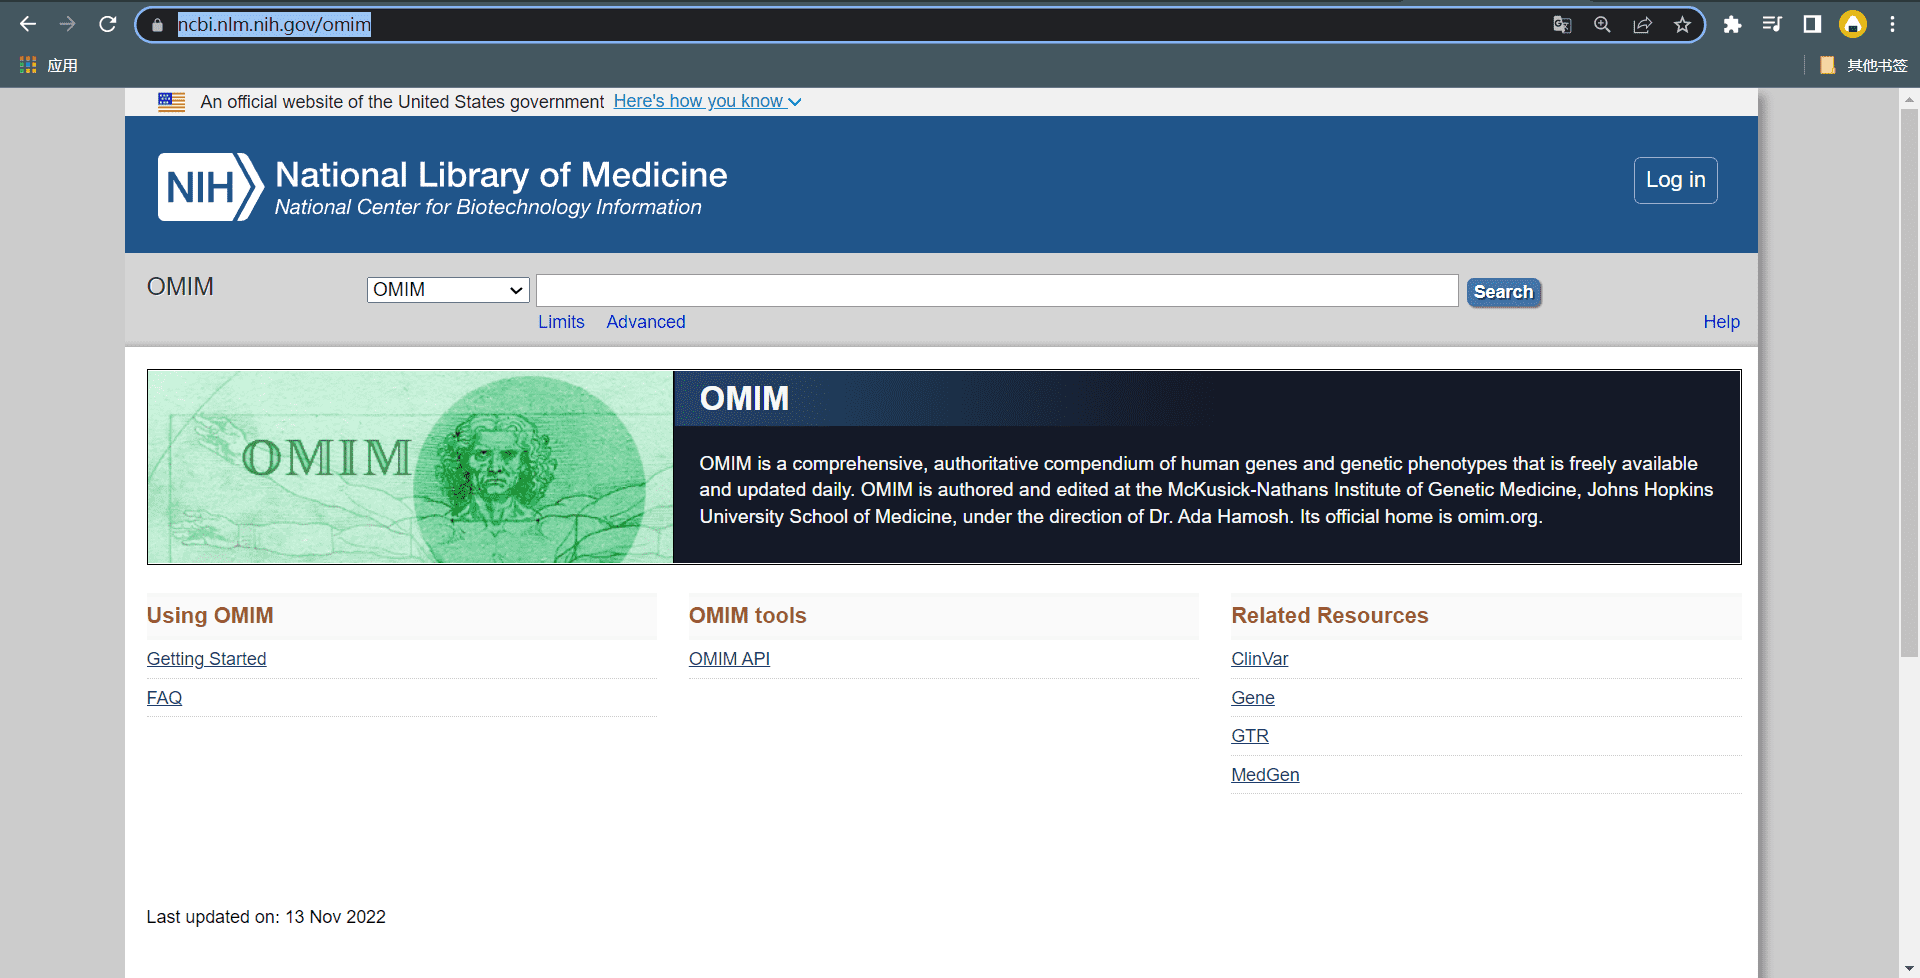 ncbi.nlm.nih.gov/omim
应用
其他书签
An official website of the United States government Here's how you know
NIH National Library of Medicine
National Center for Biotechnology Information
Log in
OMIM
OMIM
Search
Limits Advanced
Help
OMIM
OMIM
OMIM is a comprehensive, authoritative compendium of human genes and genetic phenotypes that is freely available
and updated daily. OMIM is authored and edited at the McKusick-Nathans Institute of Genetic Medicine, Johns Hopkins
University School of Medicine, under the direction of Dr. Ada Hamosh. Its official home is omim.org.
Using OMIM
Getting Started
FAQ
OMIM tools
OMIM API
Related Resources
ClinVar
Gene
GTR
MedGen
Last updated on: 13 Nov 2022